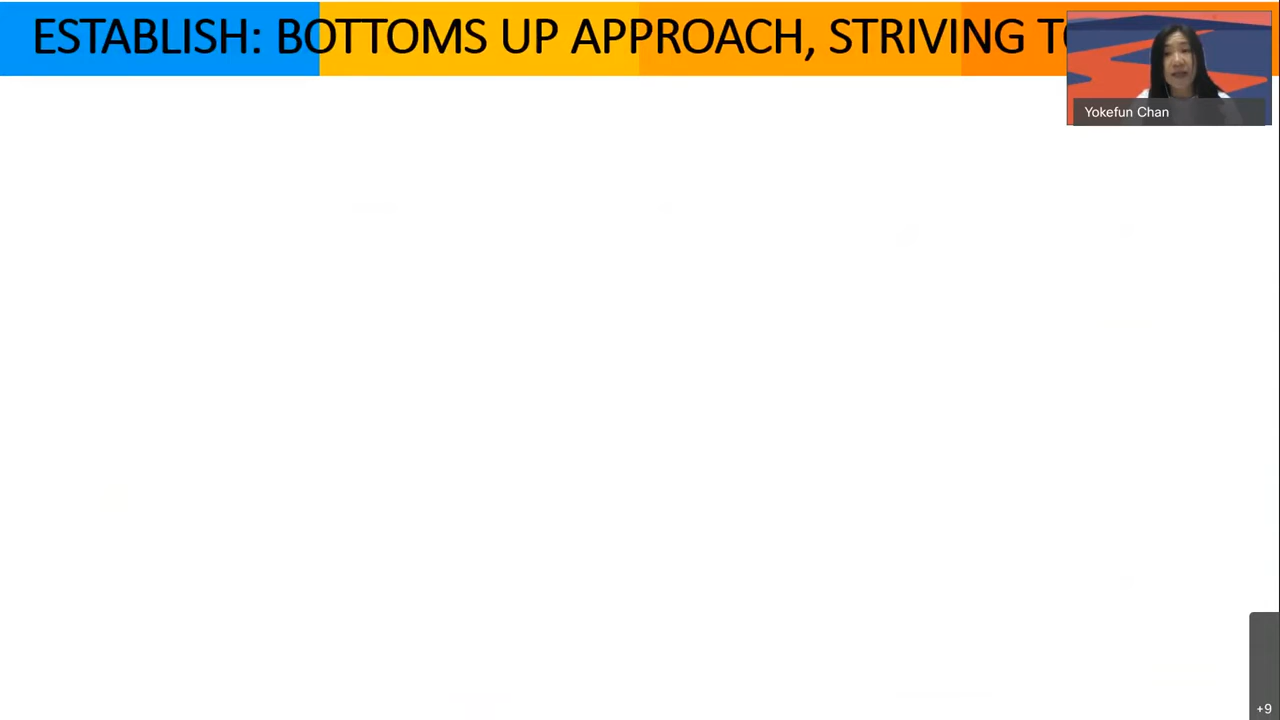 ESTABLISH: BOTTOMS UP APPROACH, STRIVING
Yokefun Chan
+9